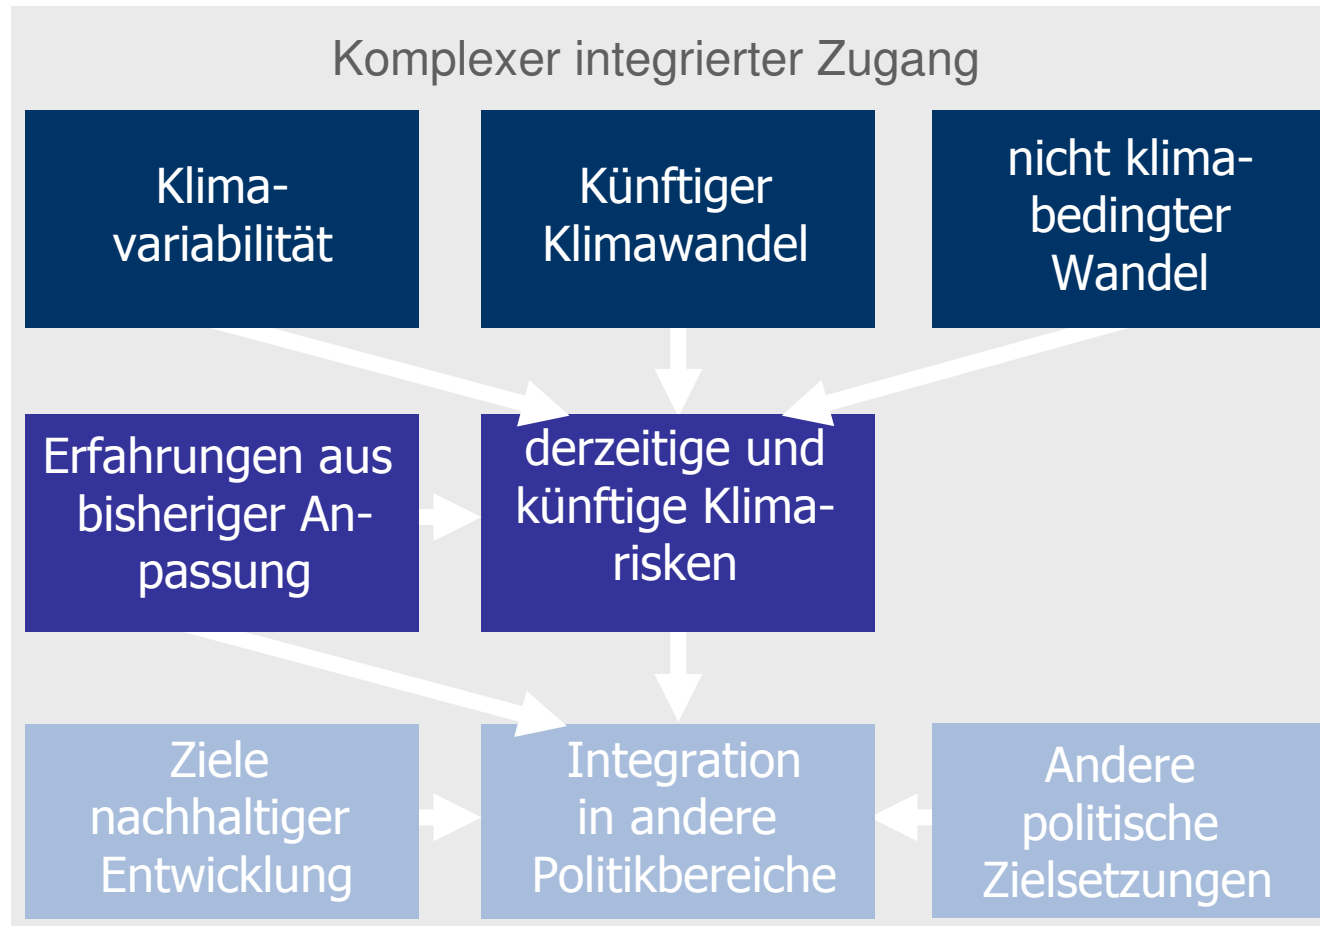 Komplexer integrierter Zugang
Klima-
variabilität
Künftiger
Klimawandel
nicht klima-
bedingter
Wandel
Erfahrungen aus
bisheriger An-
passung
derzeitige und
künftige Klima-
risken
Ziele
nachhaltiger
Entwicklung
Integration
in andere
Politikbereiche
Andere
politische
Zielsetzungen